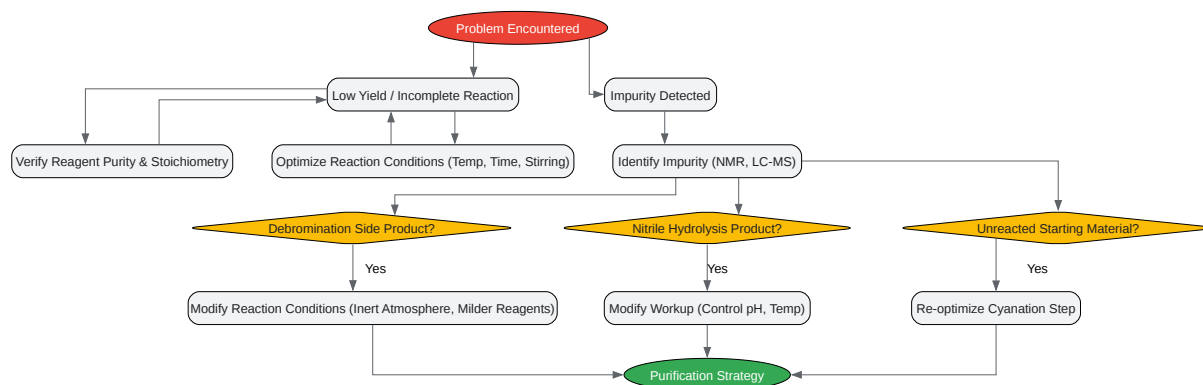 Problem Encountered
Low Yield / Incomplete Reaction
Impurity Detected
Verify Reagent Purity & Stoichiometry
Optimize Reaction Conditions (Temp, Time, Stirring)
Identify Impurity (NMR, LC-MS)
Debromination Side Product?
Nitrile Hydrolysis Product?
Unreacted Starting Material?
Yes
Yes
Yes
Modify Reaction Conditions (Inert Atmosphere, Milder Reagents)
Modify Workup (Control pH, Temp)
Re-optimize Cyanation Step
Purification Strategy